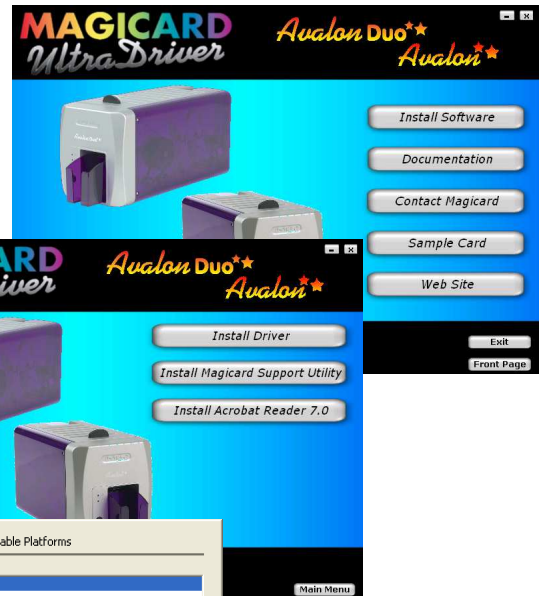 MAGICARD
UltraDriver
Avalon Duo
Avalon
Install Software
Documentation
Contact Magicard
Sample Card
Web Site
Exit
Front Page
ARD
iver
Avalon Duo
Avalon
Install Driver
Install Magicard Support Utility
Install Acrobat Reader 7.0
able Platforms
Main Menu